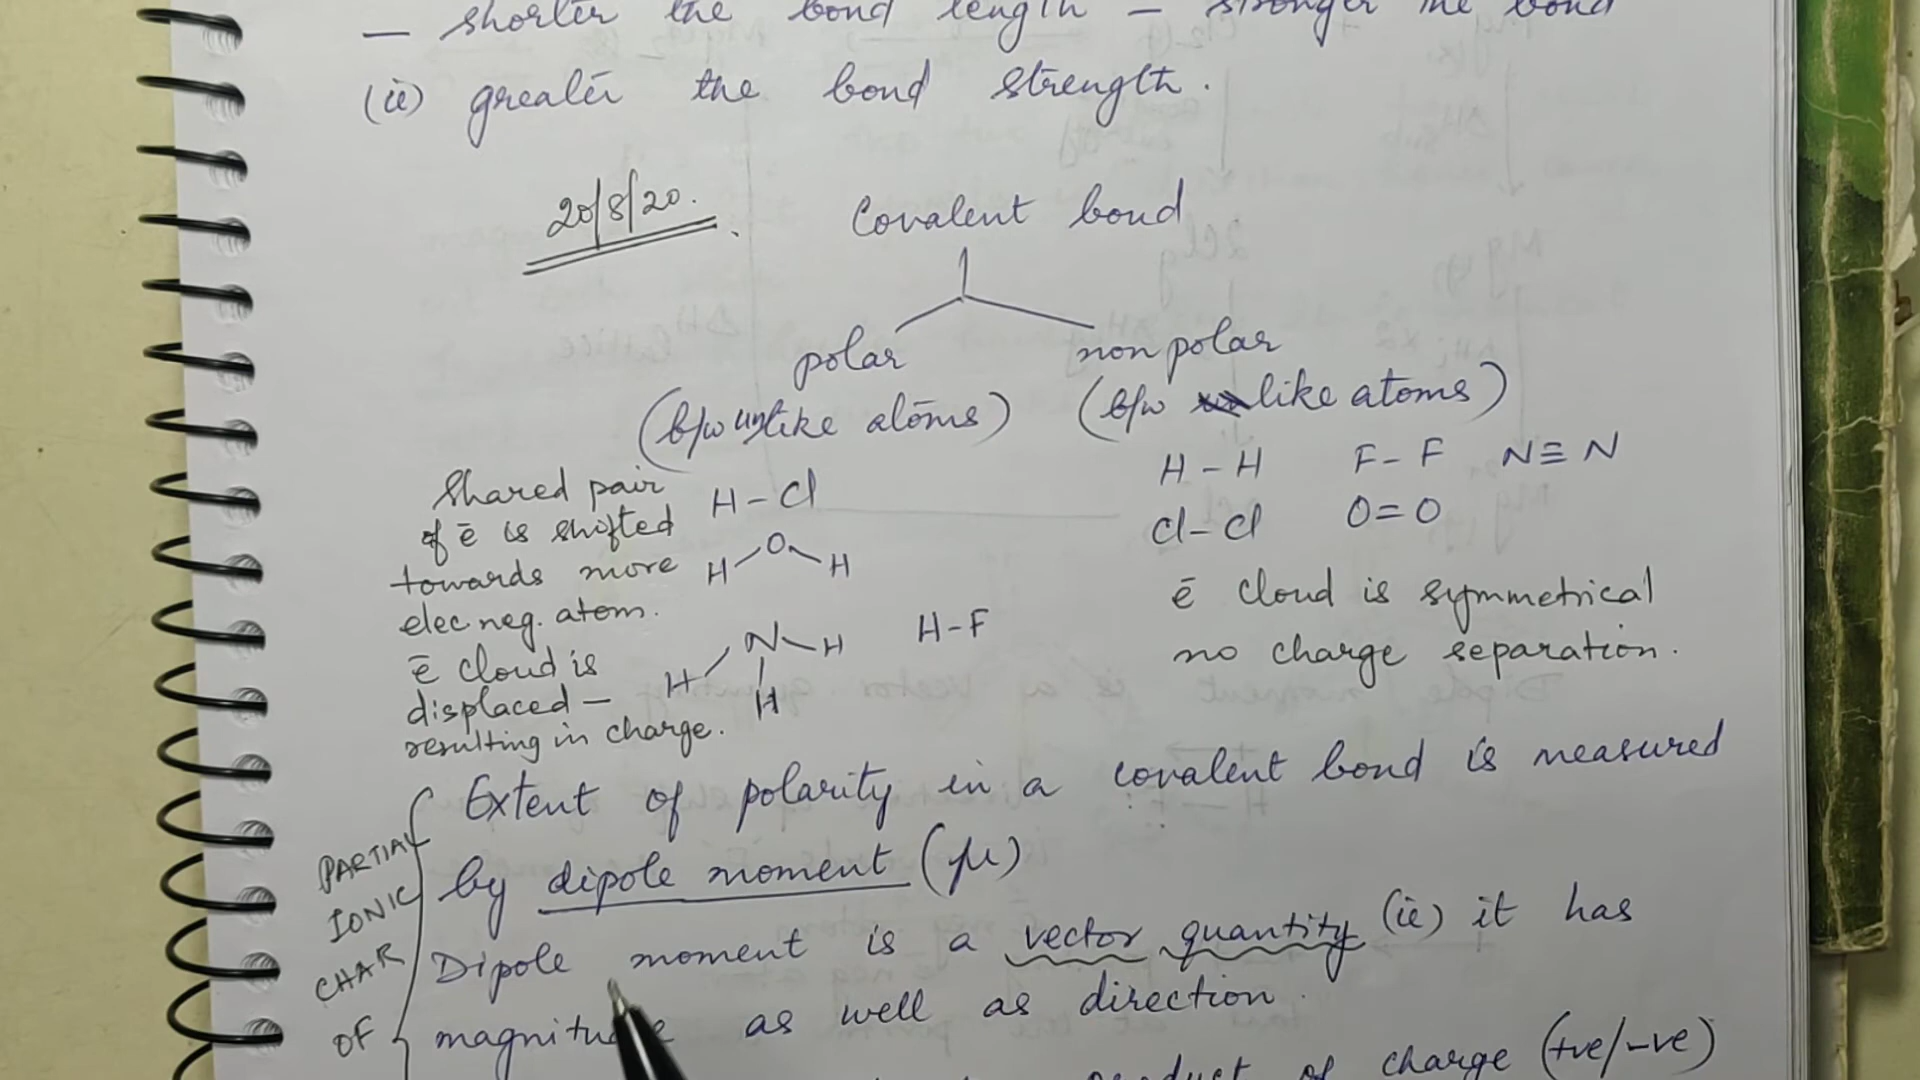 – shorter the bond length – stronger the bond
(ie) greater the bond strength.
20/8/20.
Covalent bond
polar
non polar
(b/w unlike atoms)
(b/w like atoms)
Shared pair
of ē is shifted
towards more
elec neg. atom.
ē cloud is
displaced –
resulting in charge.
H – Cl
H O H
N H
H
H
H-F
H – H F – F N ≡ N
Cl – Cl O = O
ē cloud is symmetrical
no charge separation.
Extent of polarity in a covalent bond is measured
by dipole moment (μ)
Dipole moment is a vector quantity (ie) it has
magnitude as well as direction.
product of charge (+ve/-ve)
PARTIAL
IONIC
CHAR
OF